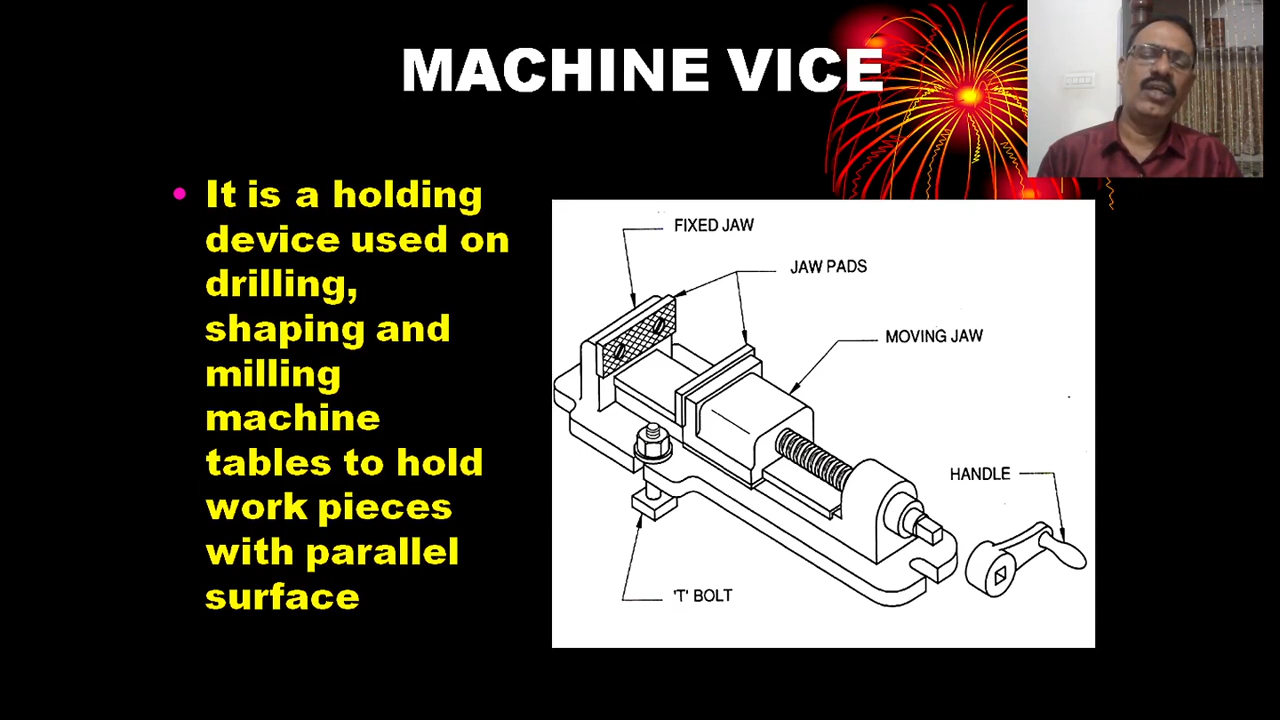 MACHINE VICE
• It is a holding
device used on
drilling,
shaping and
milling
machine
tables to hold
work pieces
with parallel
surface
FIXED JAW
JAW PADS
MOVING JAW
HANDLE
'T' BOLT